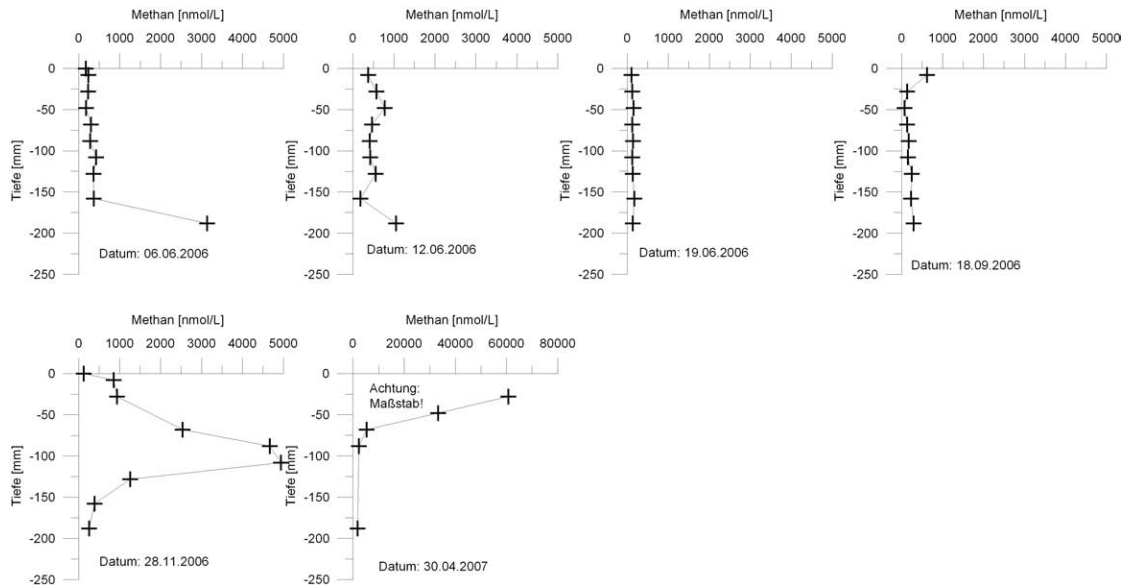 Methan [nmol/L]
0 1000 2000 3000 4000 5000
0
-50
-100
-150
-200
-250
Tiefe [mm]
Datum: 06.06.2006
Methan [nmol/L]
0 1000 2000 3000 4000 5000
0
-50
-100
-150
-200
-250
Tiefe [mm]
Datum: 12.06.2006
Methan [nmol/L]
0 1000 2000 3000 4000 5000
0
-50
-100
-150
-200
-250
Tiefe [mm]
Datum: 19.06.2006
Methan [nmol/L]
0 1000 2000 3000 4000 5000
0
-50
-100
-150
-200
-250
Tiefe [mm]
Datum: 18.09.2006
Methan [nmol/L]
0 1000 2000 3000 4000 5000
0
-50
-100
-150
-200
-250
Tiefe [mm]
Datum: 28.11.2006
Methan [nmol/L]
0 20000 40000 60000 80000
0
-50
-100
-150
-200
-250
Tiefe [mm]
Achtung:
Maßstab!
Datum: 30.04.2007